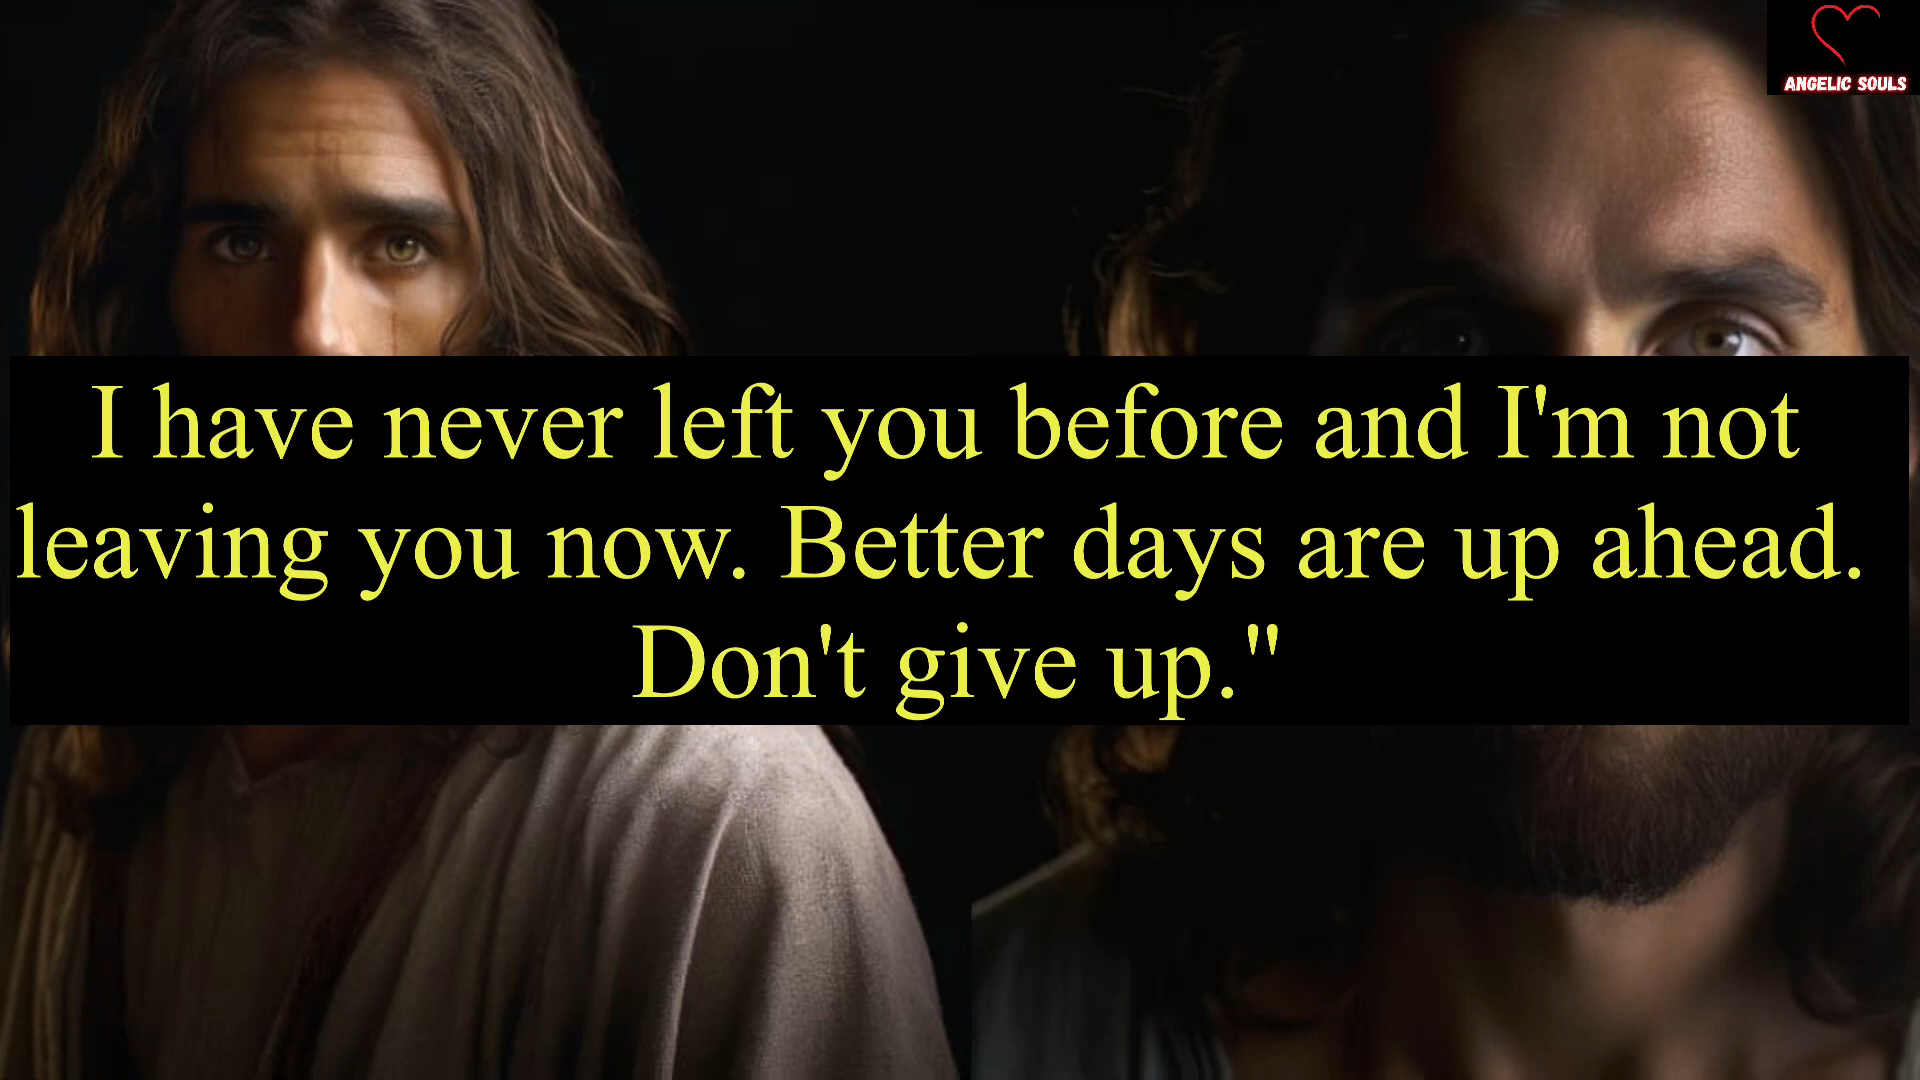 ANGELIC SOULS
I have never left you before and I'm not
leaving you now. Better days are up ahead.
Don't give up."